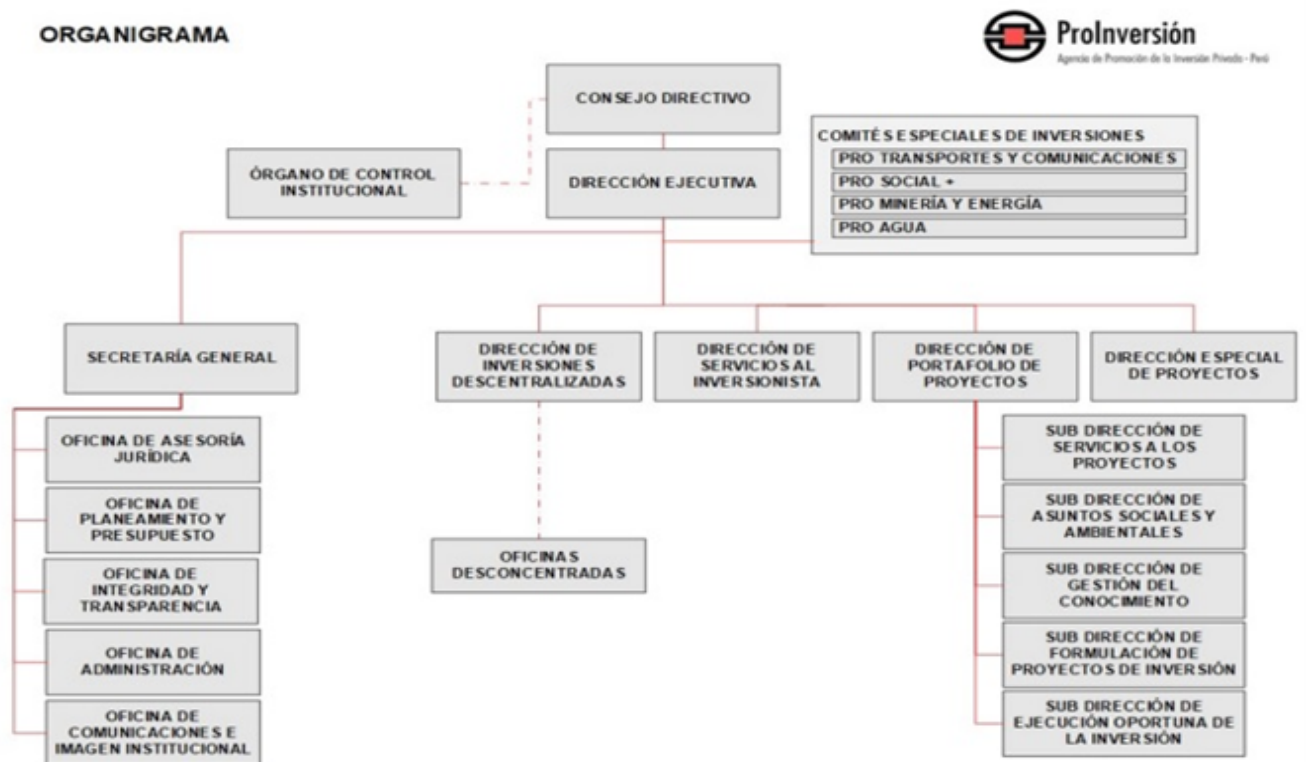 ORGANIGRAMA
ProInversión
Agencia de Promoción de la Inversión Privada - Perú
CONSEJO DIRECTIVO
ÓRGANO DE CONTROL
INSTITUCIONAL
DIRECCIÓN EJECUTIVA
COMITÉS ESPECIALES DE INVERSIONES
PRO TRANSPORTES Y COMUNICACIONES
PRO SOCIAL +
PRO MINERÍA Y ENERGÍA
PRO AGUA
SECRETARÍA GENERAL
DIRECCIÓN DE
INVERSIONES
DESCENTRALIZADAS
DIRECCIÓN DE
SERVICIOS AL
INVERSIONISTA
DIRECCIÓN DE
PORTAFOLIO DE
PROYECTOS
DIRECCIÓN ESPECIAL
DE PROYECTOS
OFICINA DE ASESORÍA
JURÍDICA
OFICINA DE
PLANEAMIENTO Y
PRESUPUESTO
OFICINA DE
INTEGRIDAD Y
TRANSPARENCIA
OFICINA DE
ADMINISTRACIÓN
OFICINA DE
COMUNICACIONES E
IMAGEN INSTITUCIONAL
OFICINAS
DESCONCENTRADAS
SUB DIRECCIÓN DE
SERVICIOS A LOS
PROYECTOS
SUB DIRECCIÓN DE
ASUNTOS SOCIALES Y
AMBIENTALES
SUB DIRECCIÓN DE
GESTIÓN DEL
CONOCIMIENTO
SUB DIRECCIÓN DE
FORMULACIÓN DE
PROYECTOS DE INVERSIÓN
SUB DIRECCIÓN DE
EJECUCIÓN OPORTUNA DE
LA INVERSIÓN